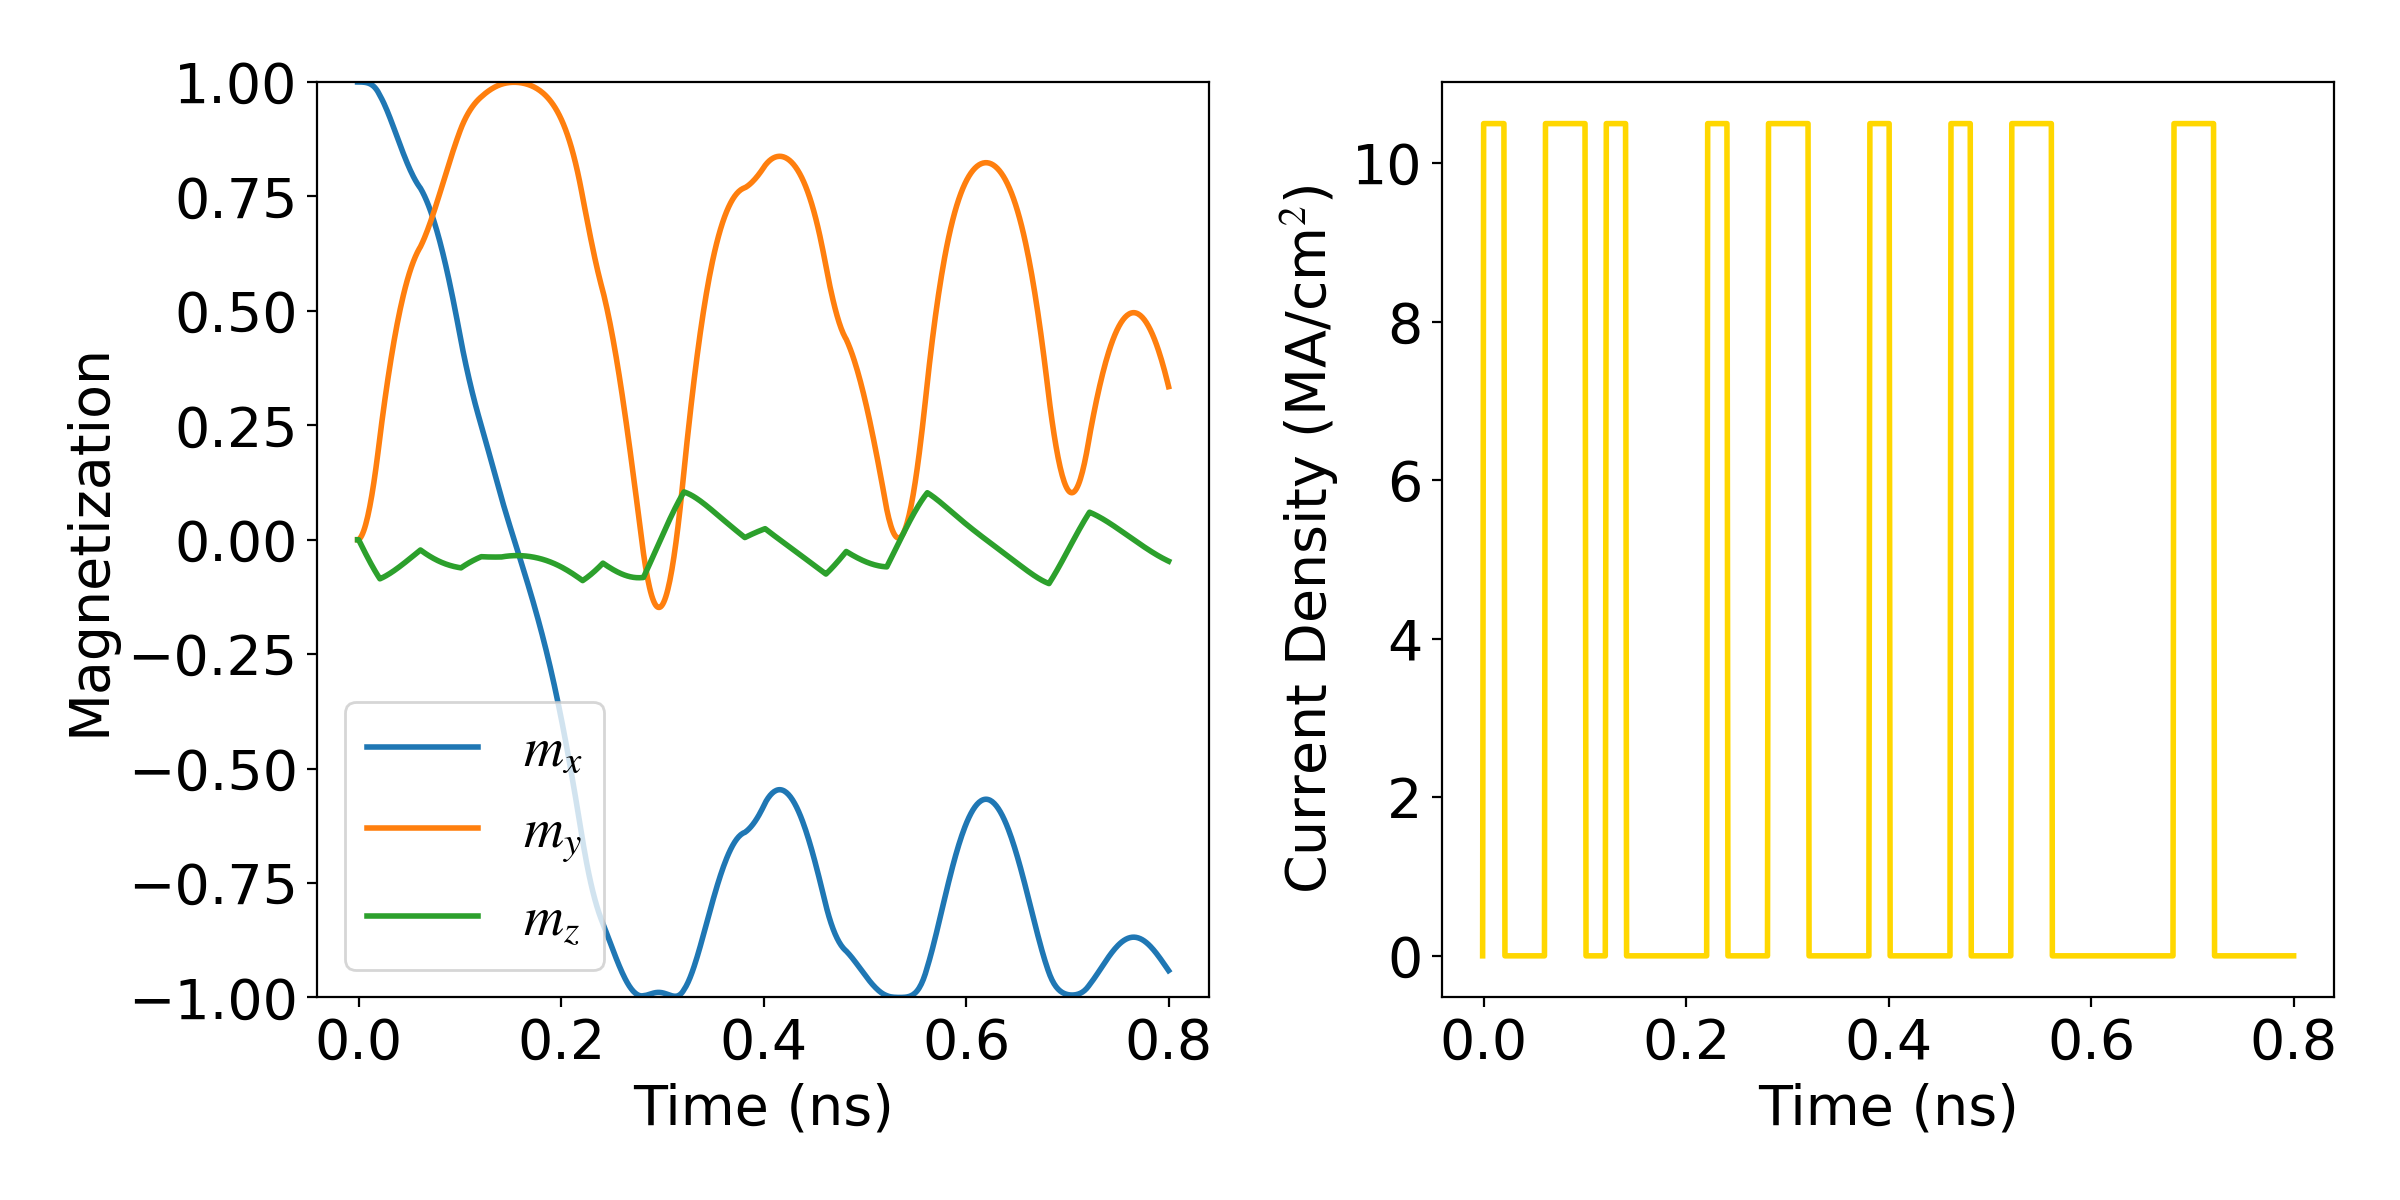 1.00
0.75
0.50
0.25
0.00
−0.25
−0.50
−0.75
−1.00
Magnetization
m_x
m_y
m_z
0.0 0.2 0.4 0.6 0.8
Time (ns)
10
8
6
4
2
0
Current Density (MA/cm²)
0.0 0.2 0.4 0.6 0.8
Time (ns)